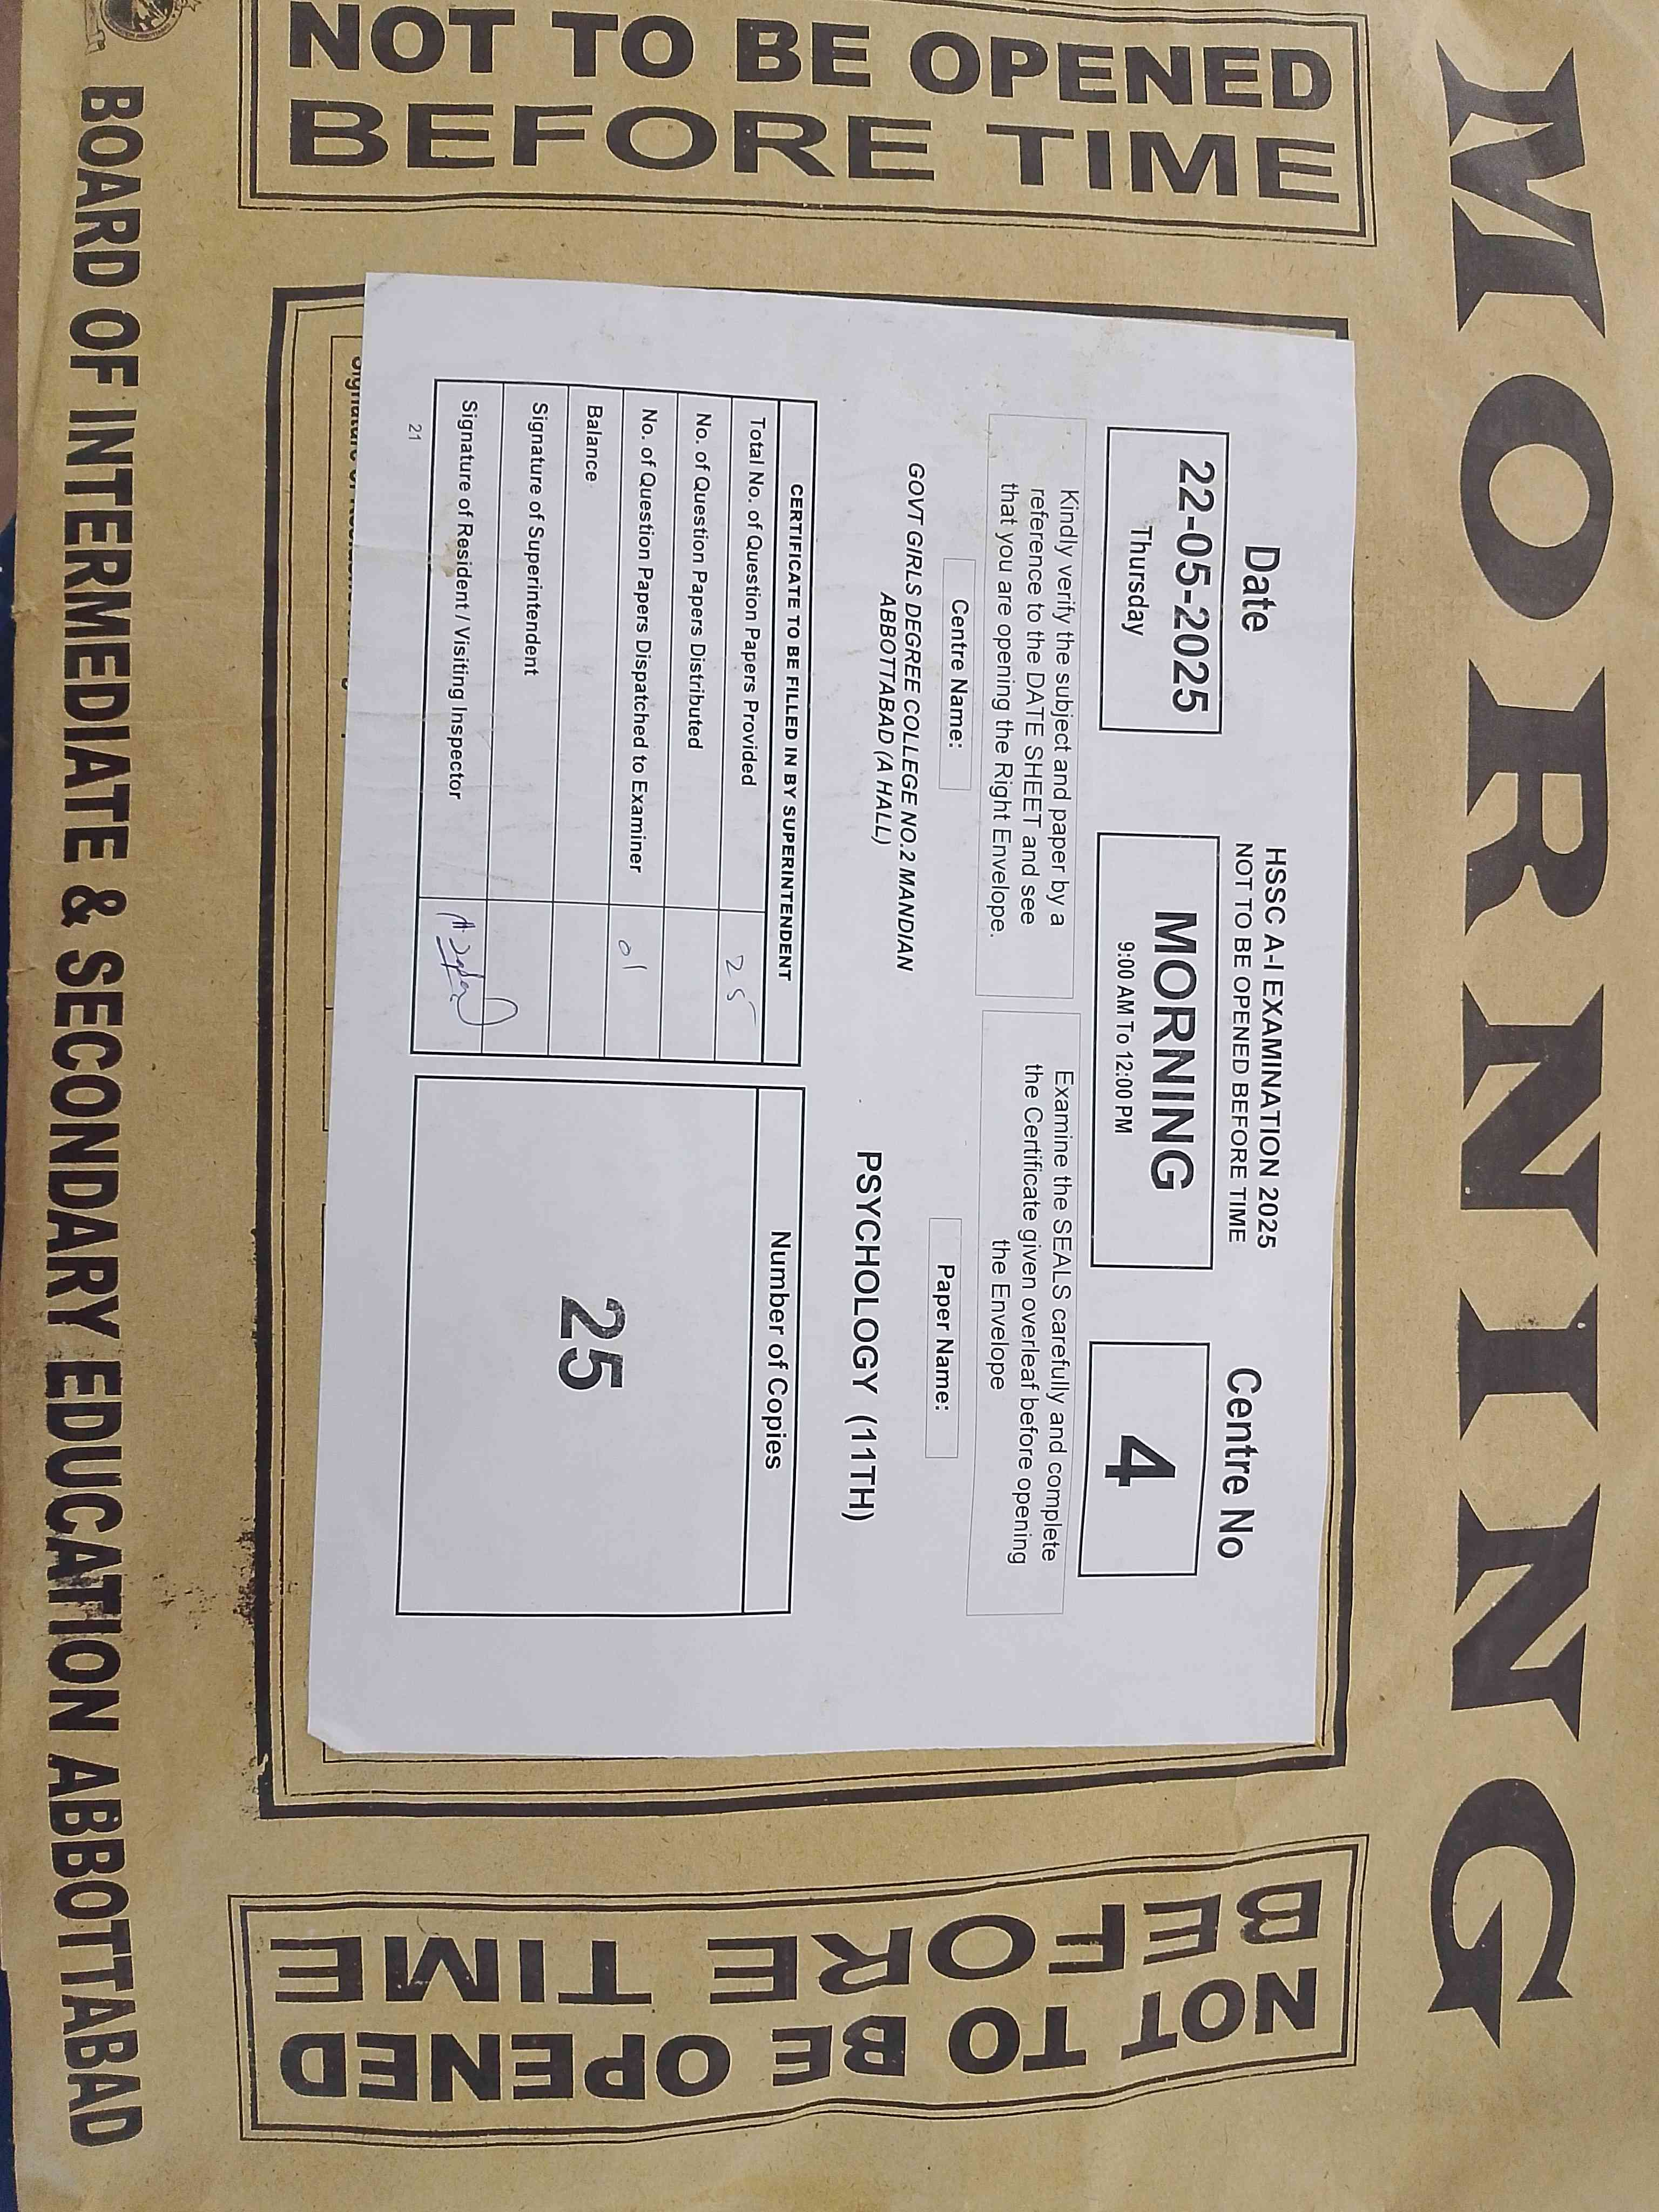 MORNING
NOT TO BE OPENED
BEFORE TIME
HSSC A-I EXAMINATION 2025
NOT TO BE OPENED BEFORE TIME
Date
22-05-2025
Thursday
MORNING
9:00 AM To 12:00 PM
Centre No
4
Kindly verify the subject and paper by a
reference to the DATE SHEET and see
that you are opening the Right Envelope.
Examine the SEALS carefully and complete
the Certificate given overleaf before opening
the Envelope
Centre Name:
GOVT GIRLS DEGREE COLLEGE NO.2 MANDIAN
ABBOTTABAD (A HALL)
Paper Name:
PSYCHOLOGY (11TH)
CERTIFICATE TO BE FILLED IN BY SUPERINTENDENT
Total No. of Question Papers Provided 25
No. of Question Papers Distributed
No. of Question Papers Dispatched to Examiner 01
Balance
Signature of Superintendent
Signature of Resident / Visiting Inspector
21
Number of Copies
25
NOT TO BE OPENED
BEFORE TIME
BOARD OF INTERMEDIATE & SECONDARY EDUCATION ABBOTTABAD